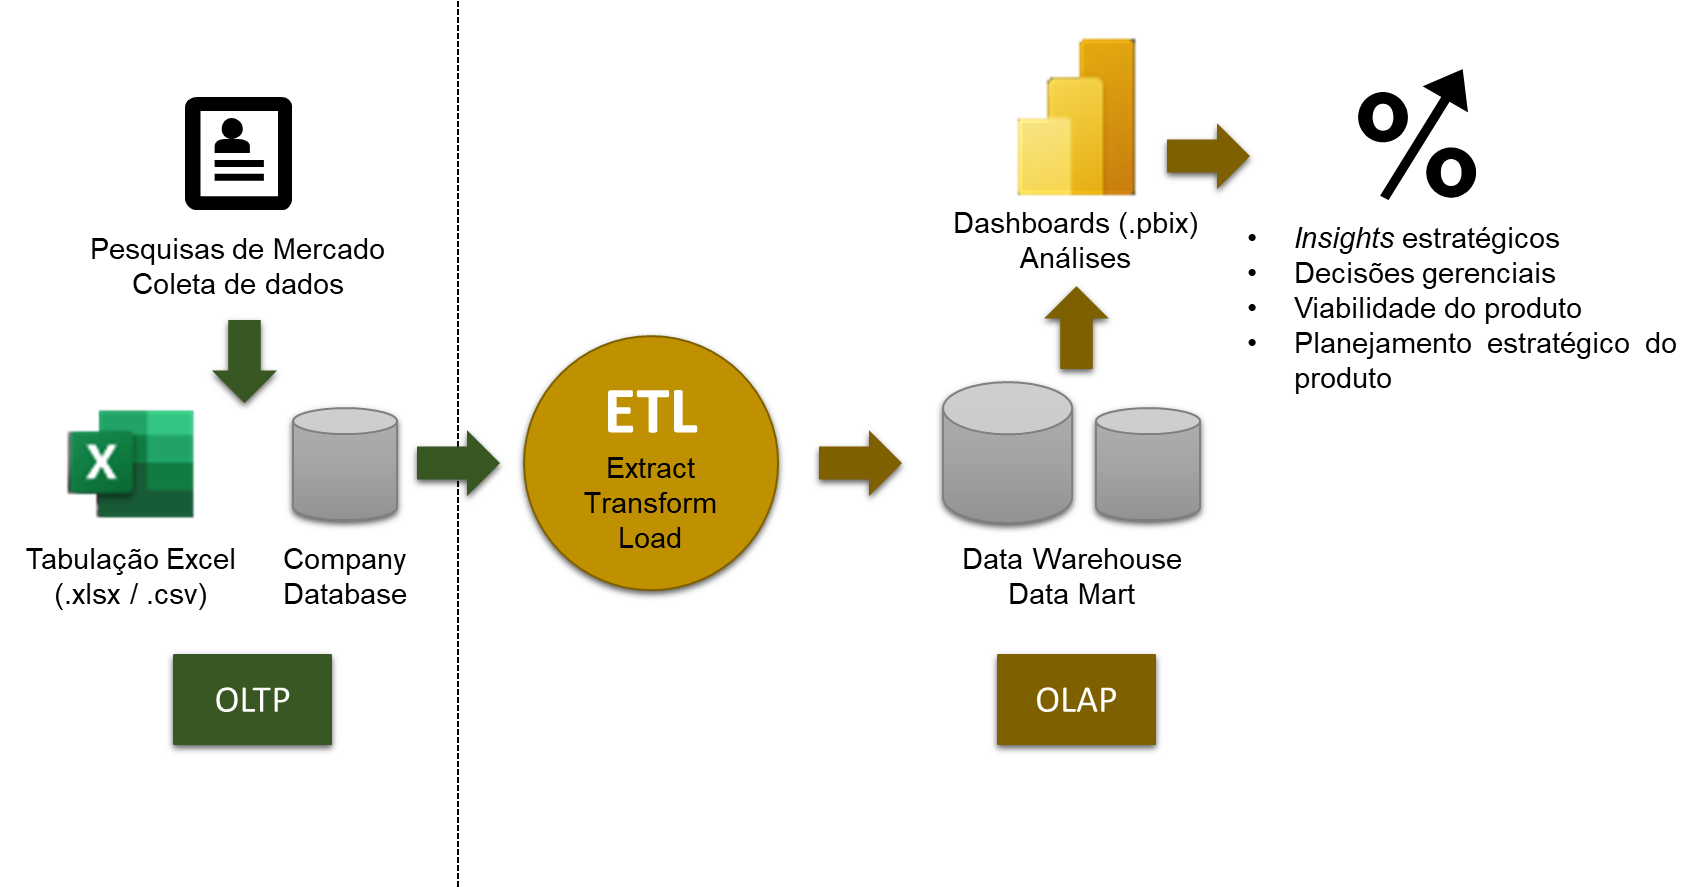 Pesquisas de Mercado
Coleta de dados
X
Tabulação Excel
(.xlsx / .csv)
Company
Database
OLTP
ETL
Extract
Transform
Load
Data Warehouse
Data Mart
OLAP
Dashboards (.pbix)
Análises
%
• Insights estratégicos
• Decisões gerenciais
• Viabilidade do produto
• Planejamento estratégico do
produto